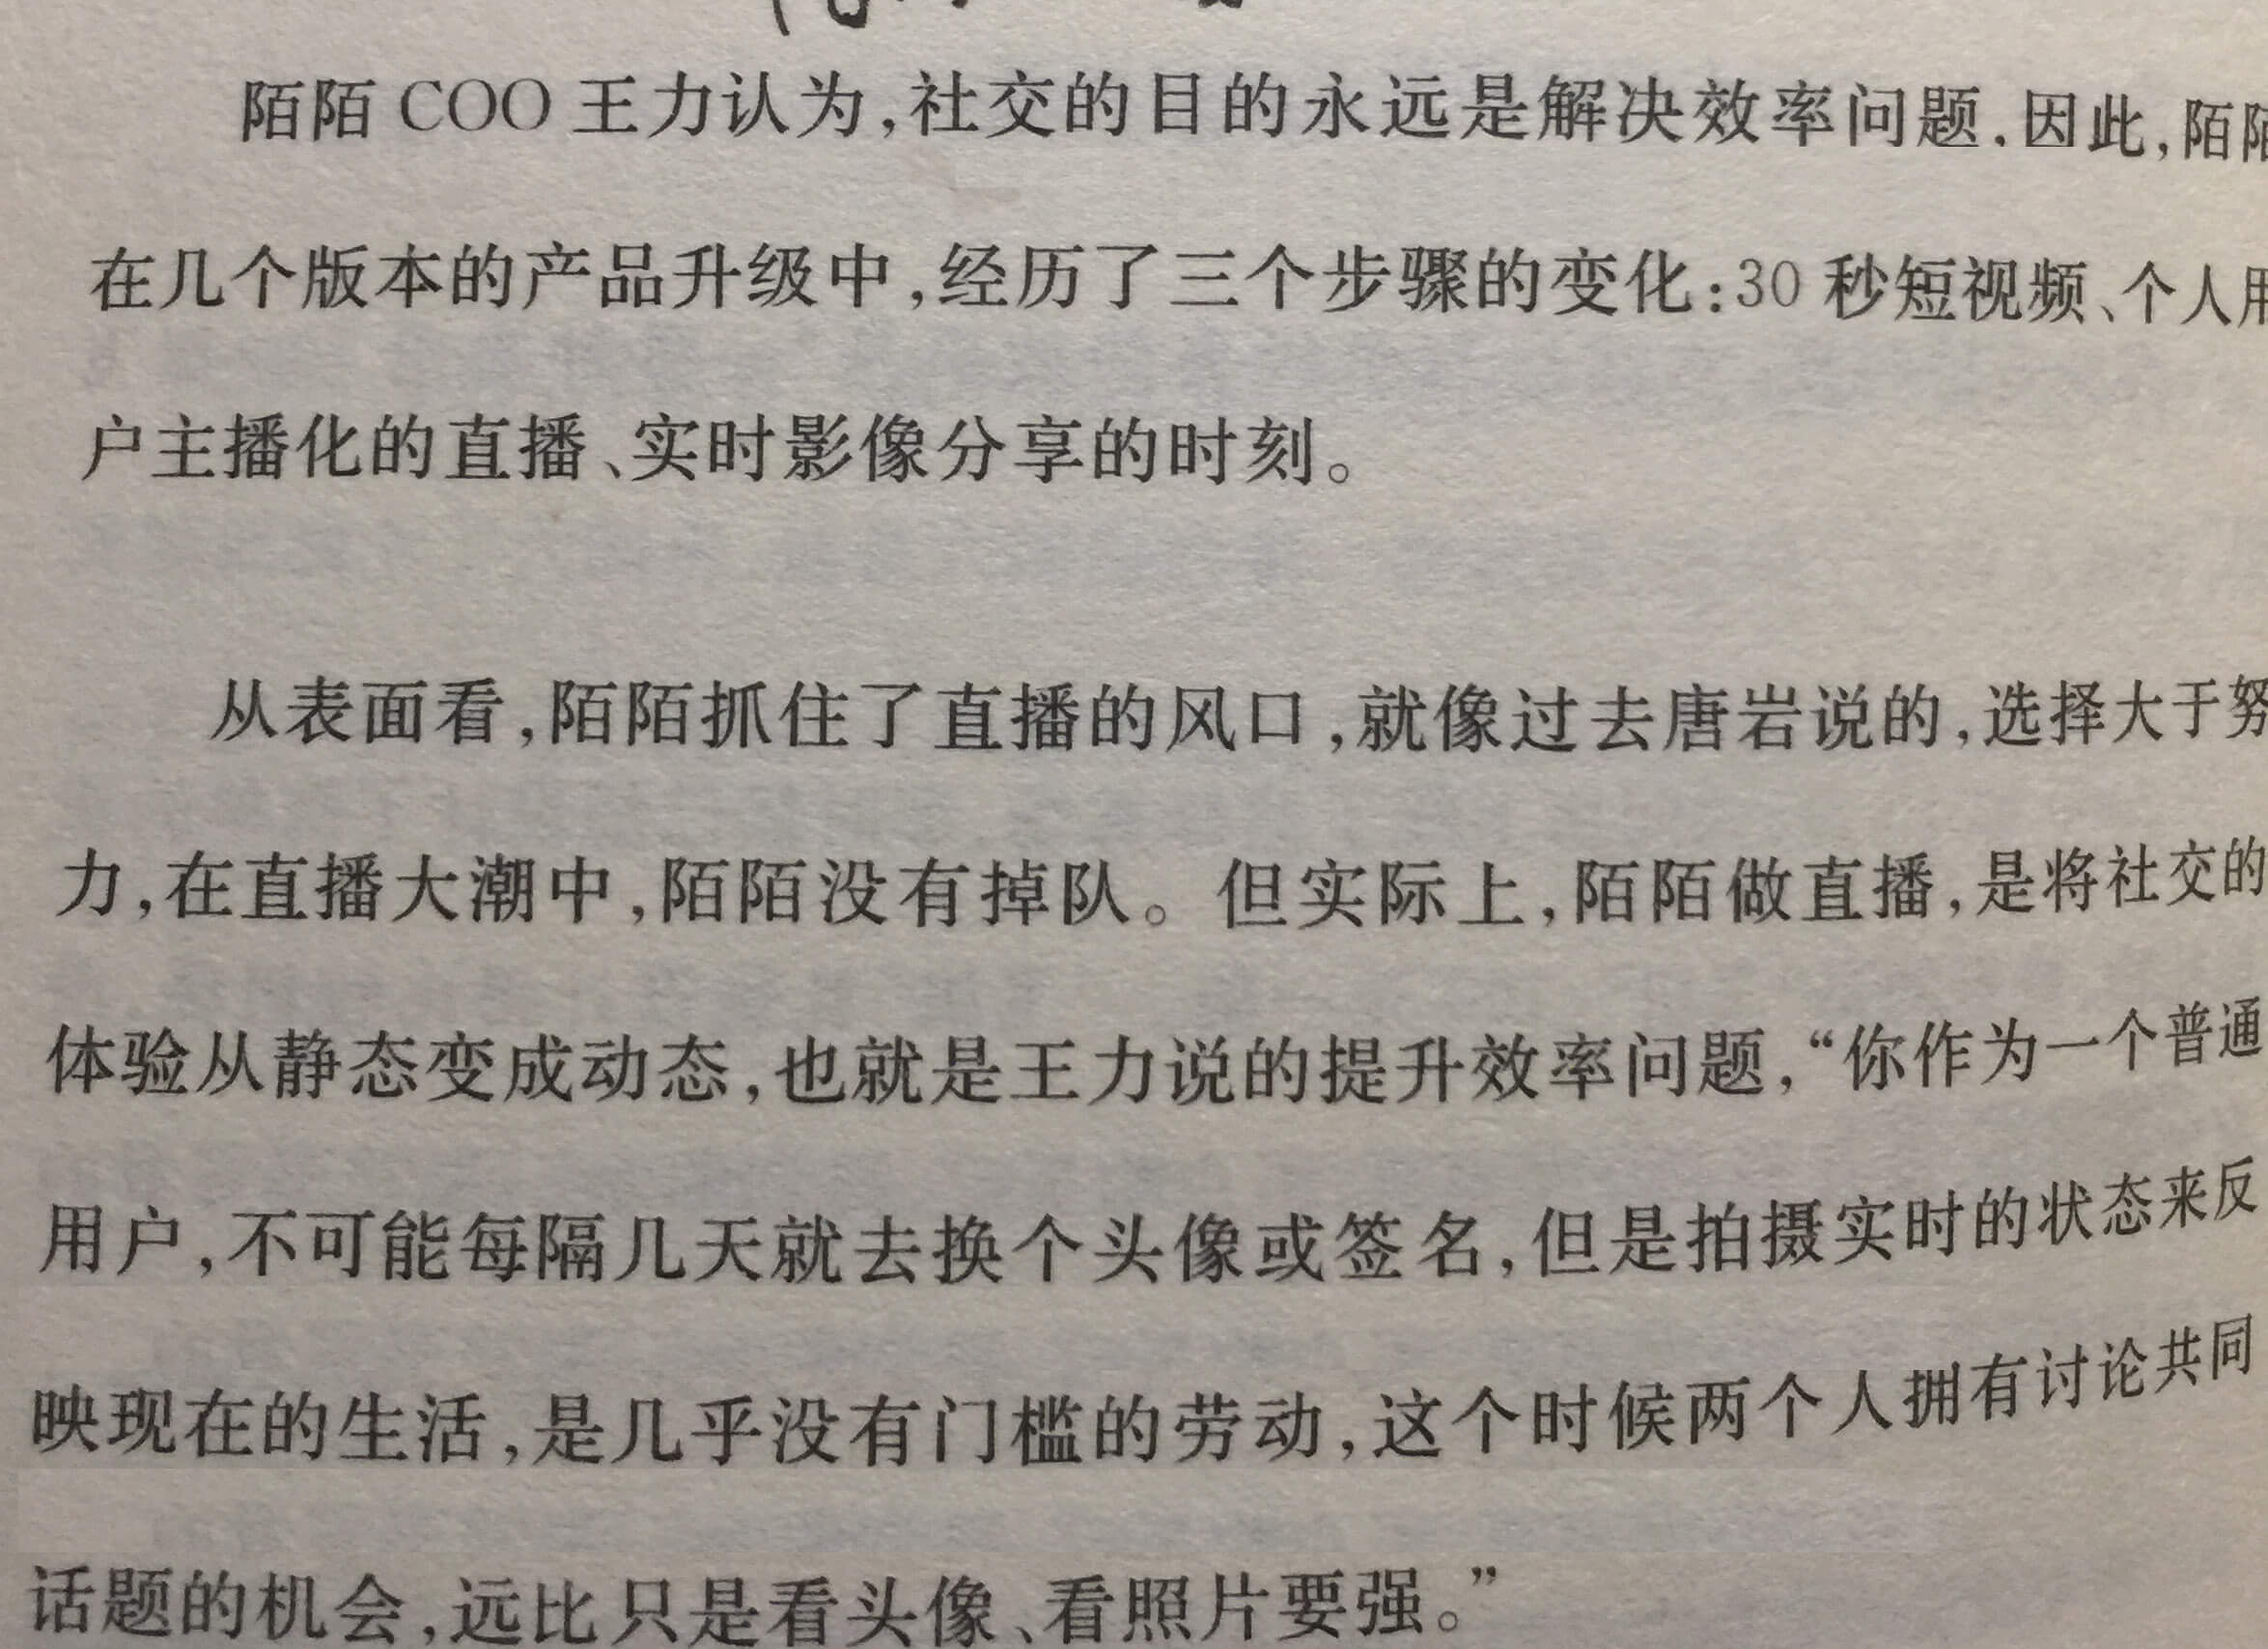 陌陌 COO 王力认为,社交的目的永远是解决效率问题.因此,陌陌
在几个版本的产品升级中,经历了三个步骤的变化:30 秒短视频、个人用
户主播化的直播、实时影像分享的时刻。
从表面看,陌陌抓住了直播的风口,就像过去唐岩说的,选择大于努
力,在直播大潮中,陌陌没有掉队。但实际上,陌陌做直播,是将社交的
体验从静态变成动态,也就是王力说的提升效率问题,“你作为一个普通
用户,不可能每隔几天就去换个头像或签名,但是拍摄实时的状态来反
映现在的生活,是几乎没有门槛的劳动,这个时候两个人拥有讨论共同
话题的机会,远比只是看头像、看照片要强。”